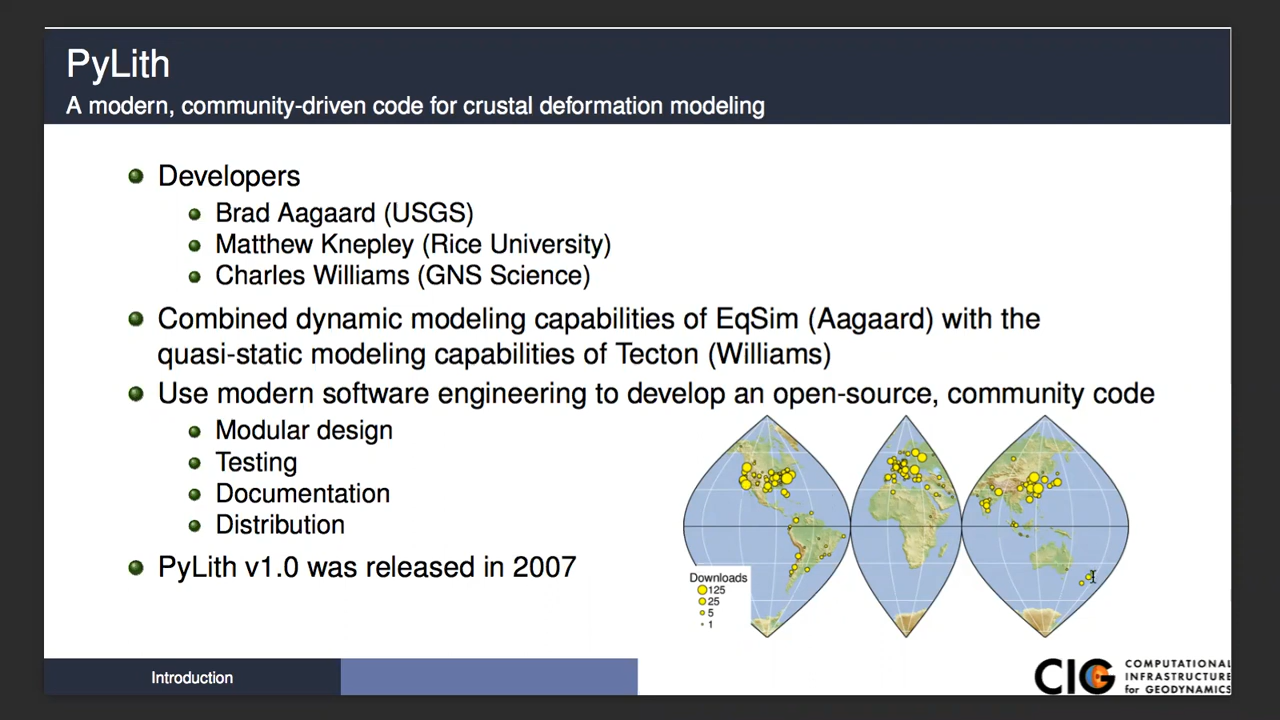 PyLith
A modern, community-driven code for crustal deformation modeling
Developers
Brad Aagaard (USGS)
Matthew Knepley (Rice University)
Charles Williams (GNS Science)
Combined dynamic modeling capabilities of EqSim (Aagaard) with the
quasi-static modeling capabilities of Tecton (Williams)
Use modern software engineering to develop an open-source, community code
Modular design
Testing
Documentation
Distribution
PyLith v1.0 was released in 2007
Downloads
125
25
5
1
Introduction
CIG
COMPUTATIONAL
INFRASTRUCTURE
for GEODYNAMICS